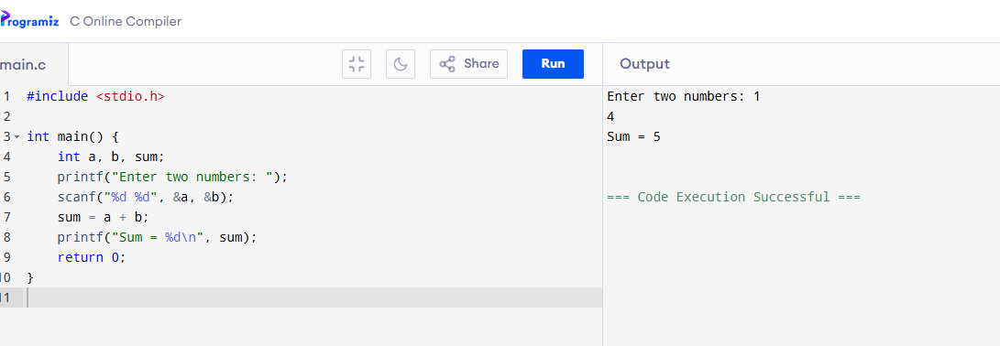 Programiz C Online Compiler
main.c
Share
Run
Output
1 #include <stdio.h>
2
3 int main() {
4     int a, b, sum;
5     printf("Enter two numbers: ");
6     scanf("%d %d", &a, &b);
7     sum = a + b;
8     printf("Sum = %d\n", sum);
9     return 0;
10 }
11
Enter two numbers: 1
4
Sum = 5
=== Code Execution Successful ===